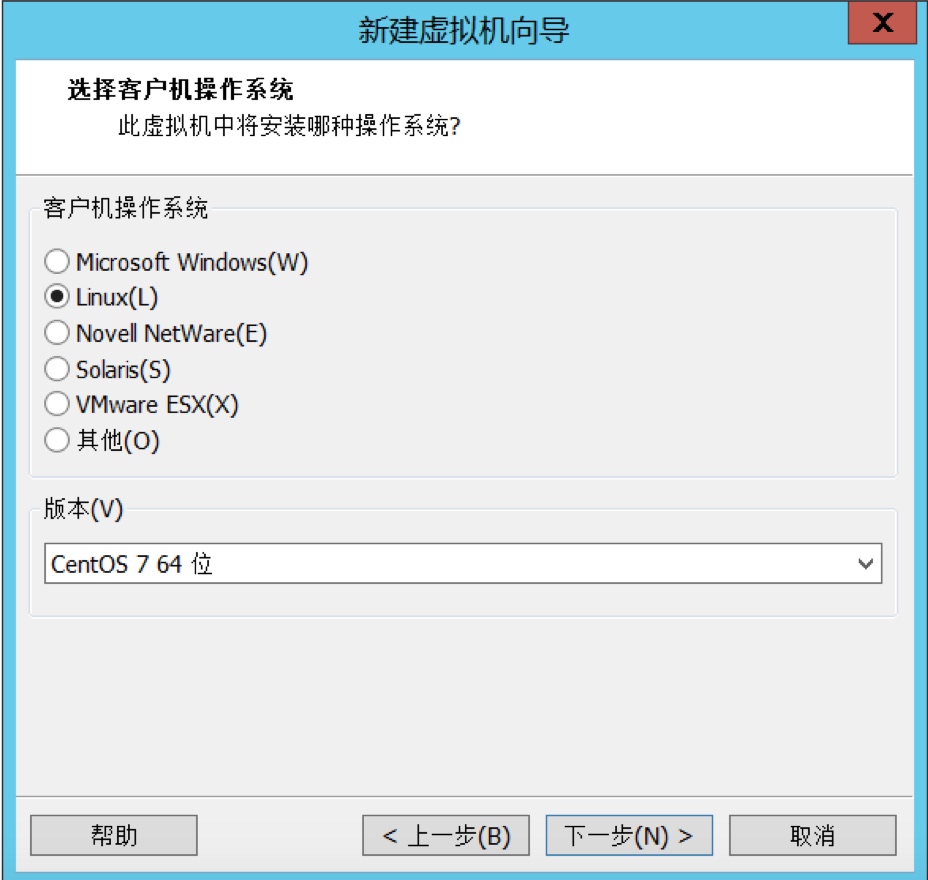 新建虚拟机向导
X
选择客户机操作系统
此虚拟机中将安装哪种操作系统?
客户机操作系统
Microsoft Windows(W)
Linux(L)
Novell NetWare(E)
Solaris(S)
VMware ESX(X)
其他(O)
版本(V)
CentOS 7 64 位
帮助
< 上一步(B)
下一步(N) >
取消